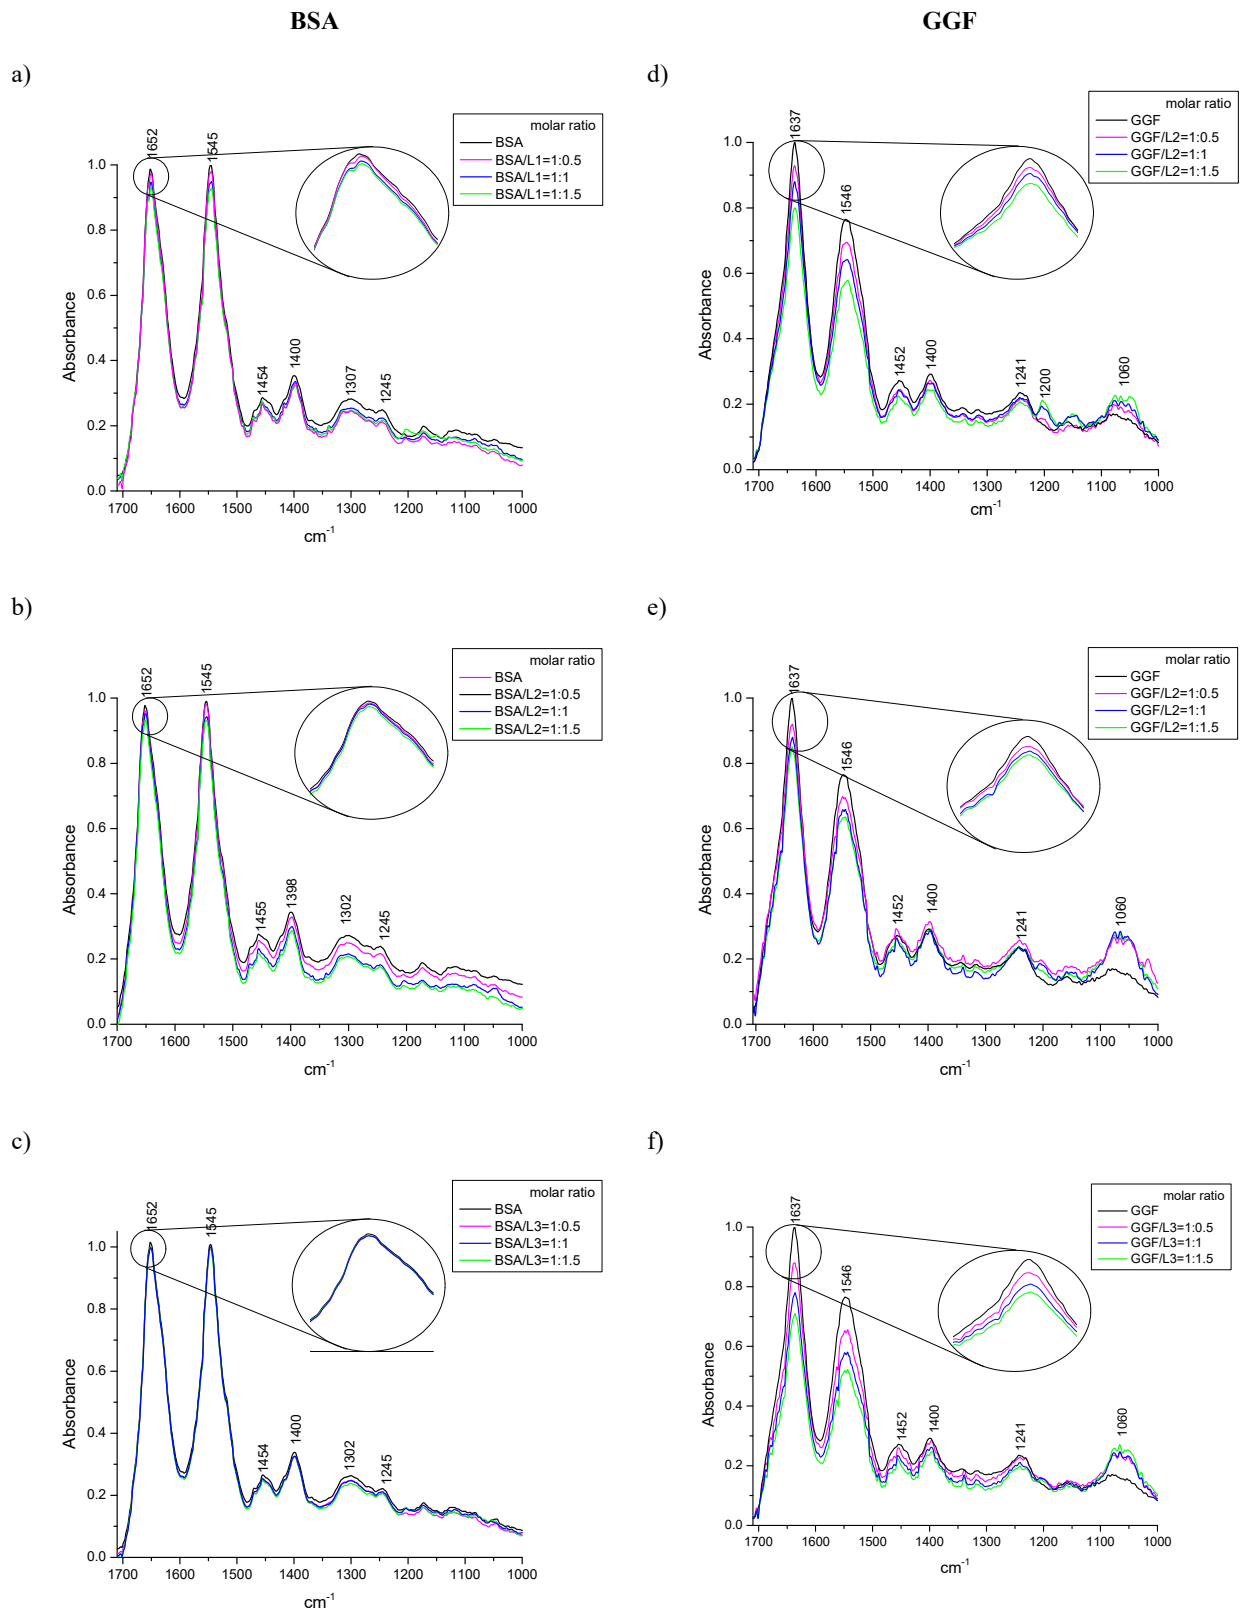 BSA
GGF
a)
molar ratio
BSA
BSA/L1=1:0.5
BSA/L1=1:1
BSA/L1=1:1.5
1652
1545
1454
1400
1307
1245
Absorbance
1.0
0.8
0.6
0.4
0.2
0.0
1700 1600 1500 1400 1300 1200 1100 1000
cm-1
d)
molar ratio
GGF
GGF/L2=1:0.5
GGF/L2=1:1
GGF/L2=1:1.5
1637
1546
1452
1400
1241
1200
1060
Absorbance
1.0
0.8
0.6
0.4
0.2
0.0
1700 1600 1500 1400 1300 1200 1100 1000
cm-1
b)
molar ratio
BSA
BSA/L2=1:0.5
BSA/L2=1:1
BSA/L2=1:1.5
1652
1545
1455
1398
1302
1245
Absorbance
1.0
0.8
0.6
0.4
0.2
0.0
1700 1600 1500 1400 1300 1200 1100 1000
cm-1
e)
molar ratio
GGF
GGF/L2=1:0.5
GGF/L2=1:1
GGF/L2=1:1.5
1637
1546
1452
1400
1241
1060
Absorbance
1.0
0.8
0.6
0.4
0.2
0.0
1700 1600 1500 1400 1300 1200 1100 1000
cm-1
c)
molar ratio
BSA
BSA/L3=1:0.5
BSA/L3=1:1
BSA/L3=1:1.5
1652
1545
1454
1400
1302
1245
Absorbance
1.0
0.8
0.6
0.4
0.2
0.0
1700 1600 1500 1400 1300 1200 1100 1000
cm-1
f)
molar ratio
GGF
GGF/L3=1:0.5
GGF/L3=1:1
GGF/L3=1:1.5
1637
1546
1452
1400
1241
1060
Absorbance
1.0
0.8
0.6
0.4
0.2
0.0
1700 1600 1500 1400 1300 1200 1100 1000
cm-1